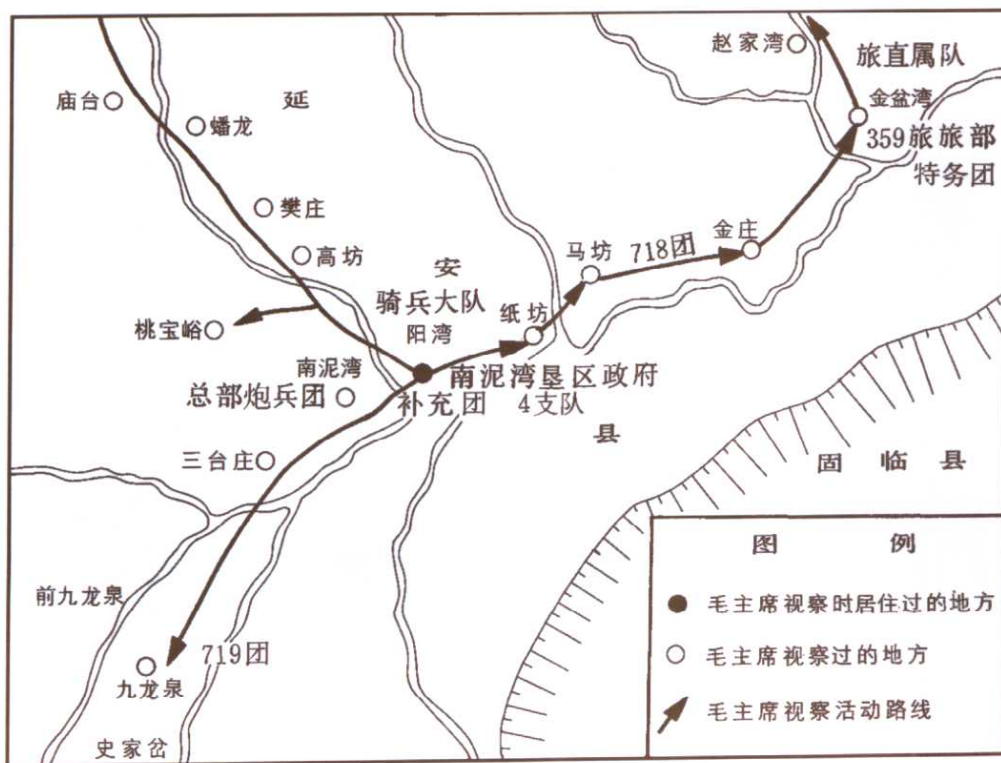 赵家湾
旅直属队
庙台
延
金盆湾
蟠龙
359旅旅部
特务团
樊庄
金庄
718团
高坊
马坊
安
骑兵大队
纸坊
桃宝峪
阳湾
南泥湾
南泥湾垦区政府
总部炮兵团
补充团
4支队
县
三台庄
固临县
图例
前九龙泉
毛主席视察时居住过的地方
719团
毛主席视察过的地方
九龙泉
毛主席视察活动路线
史家岔